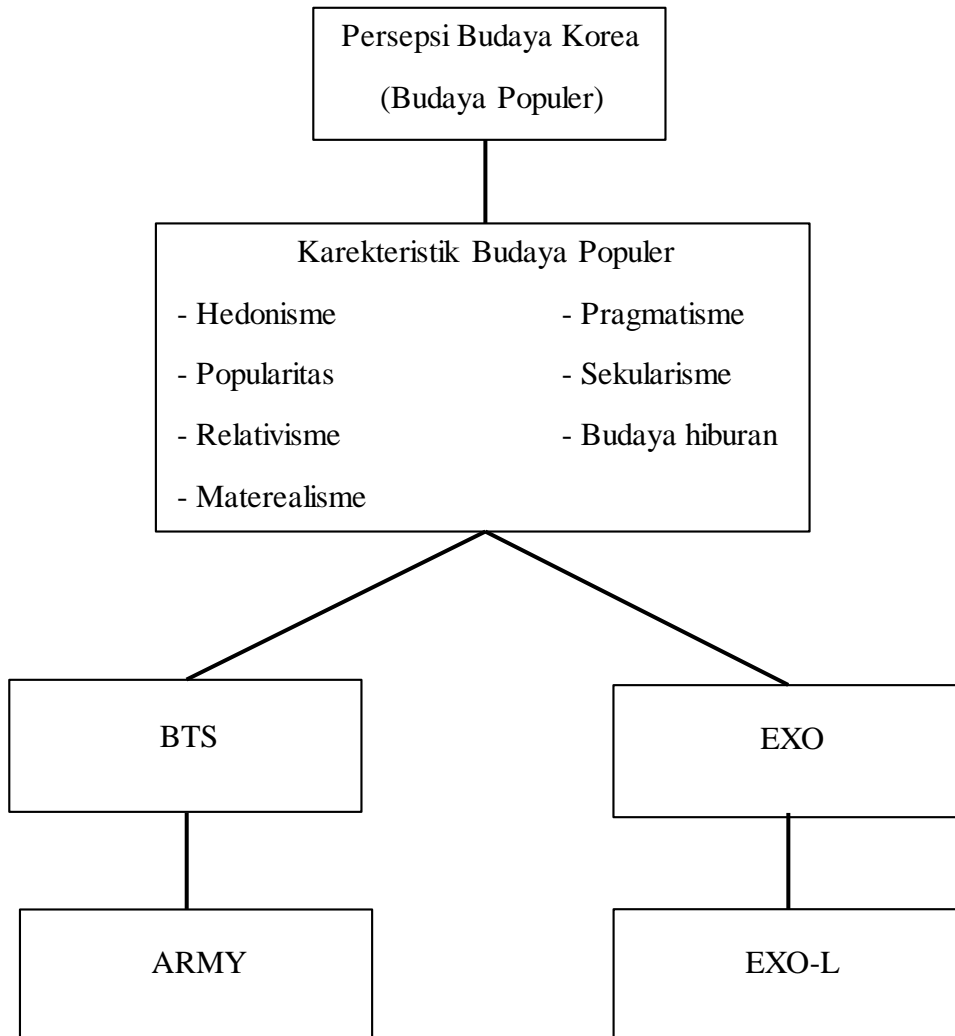 Persepsi Budaya Korea
(Budaya Populer)
Karekteristik Budaya Populer
- Hedonisme
- Pragmatisme
- Popularitas
- Sekularisme
- Relativisme
- Budaya hiburan
- Materealisme
BTS
EXO
ARMY
EXO-L